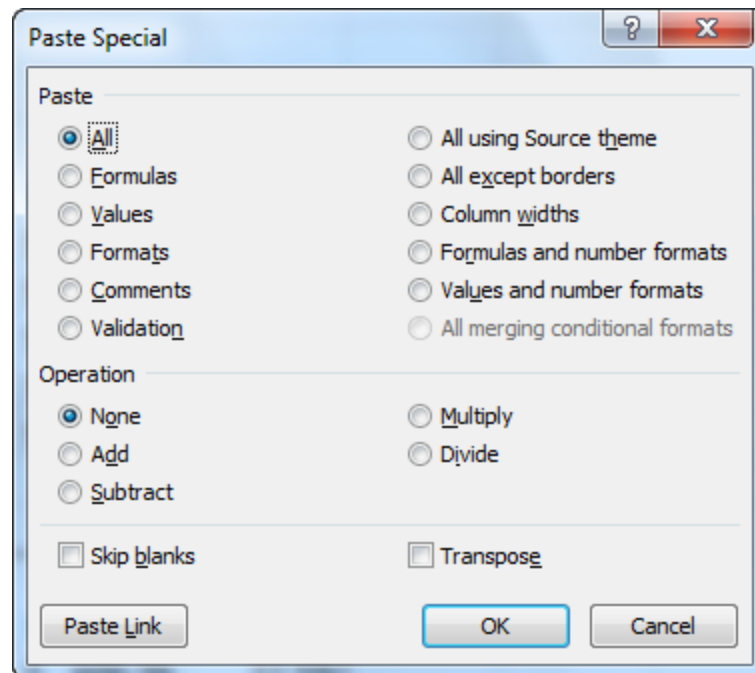 Paste Special
Paste
All
All using Source theme
Formulas
All except borders
Values
Column widths
Formats
Formulas and number formats
Comments
Values and number formats
Validation
All merging conditional formats
Operation
None
Multiply
Add
Divide
Subtract
Skip blanks
Transpose
Paste Link
OK
Cancel